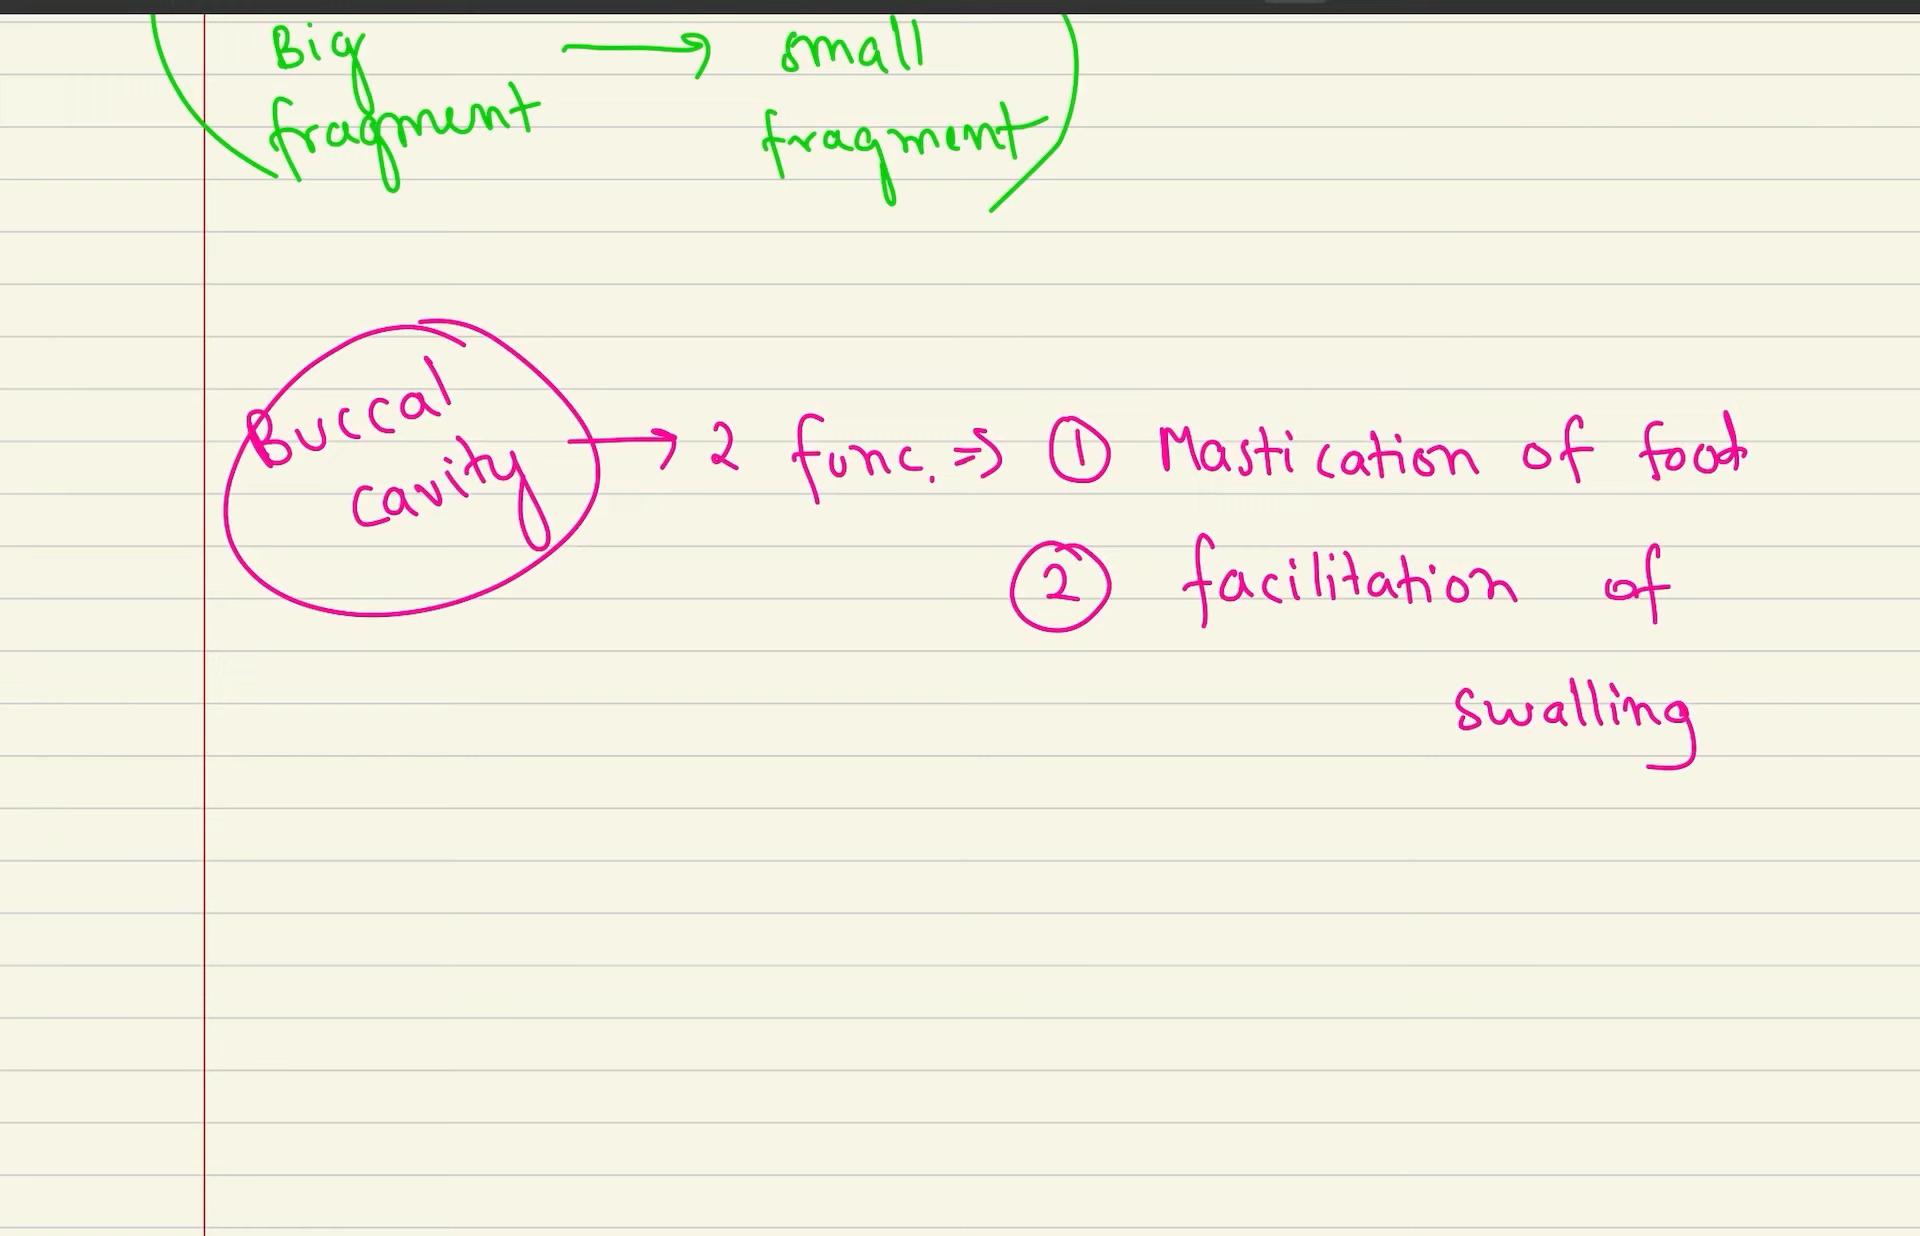 Big → small
fragment fragment
Buccal
cavity → 2 func. ⇒ ① Mastication of food
② facilitation of
swalling